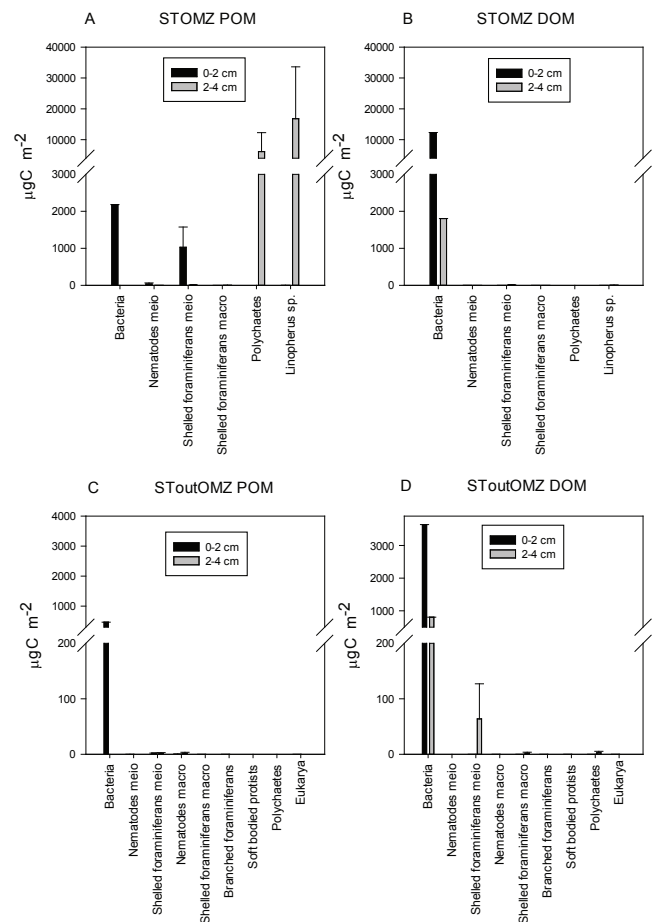 A STOMZ POM
40000
30000
20000
10000
3000
2000
1000
0
µgC m-2
0-2 cm
2-4 cm
Bacteria
Nematodes meio
Shelled foraminiferans meio
Shelled foraminiferans macro
Polychaetes
Linopherus sp.
B STOMZ DOM
40000
30000
20000
10000
3000
2000
1000
0
µgC m-2
0-2 cm
2-4 cm
Bacteria
Nematodes meio
Shelled foraminiferans meio
Shelled foraminiferans macro
Polychaetes
Linopherus sp.
C SToutOMZ POM
4000
3000
2000
1000
200
100
0
µgC m-2
0-2 cm
2-4 cm
Bacteria
Nematodes meio
Shelled foraminiferans meio
Nematodes macro
Shelled foraminiferans macro
Branched foraminiferans
Soft bodied protists
Polychaetes
Eukarya
D SToutOMZ DOM
3000
2000
1000
200
100
0
µgC m-2
0-2 cm
2-4 cm
Bacteria
Nematodes meio
Shelled foraminiferans meio
Nematodes macro
Shelled foraminiferans macro
Branched foraminiferans
Soft bodied protists
Polychaetes
Eukarya